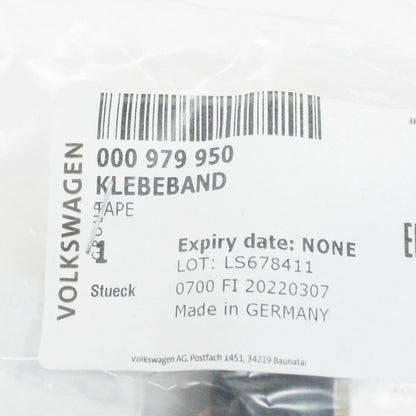 VOLKSWAGEN
000 979 950
KLEBEBAND
TAPE
1
Stueck
Expiry date: NONE
LOT: LS678411
0700 FI 20220307
Made in GERMANY
Volkswagen AG, Postfach 1451, 34219 Baunatal